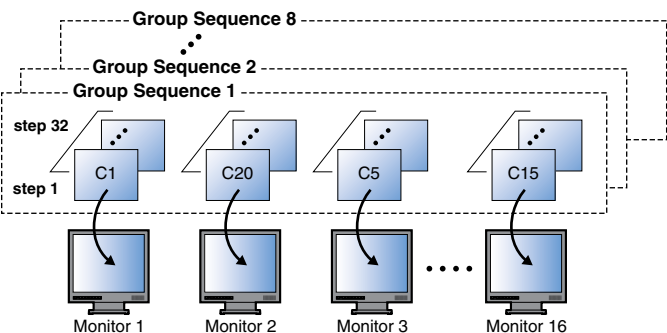 Group Sequence 8
Group Sequence 2
Group Sequence 1
step 32
step 1
C1
C20
C5
C15
Monitor 1
Monitor 2
Monitor 3
Monitor 16